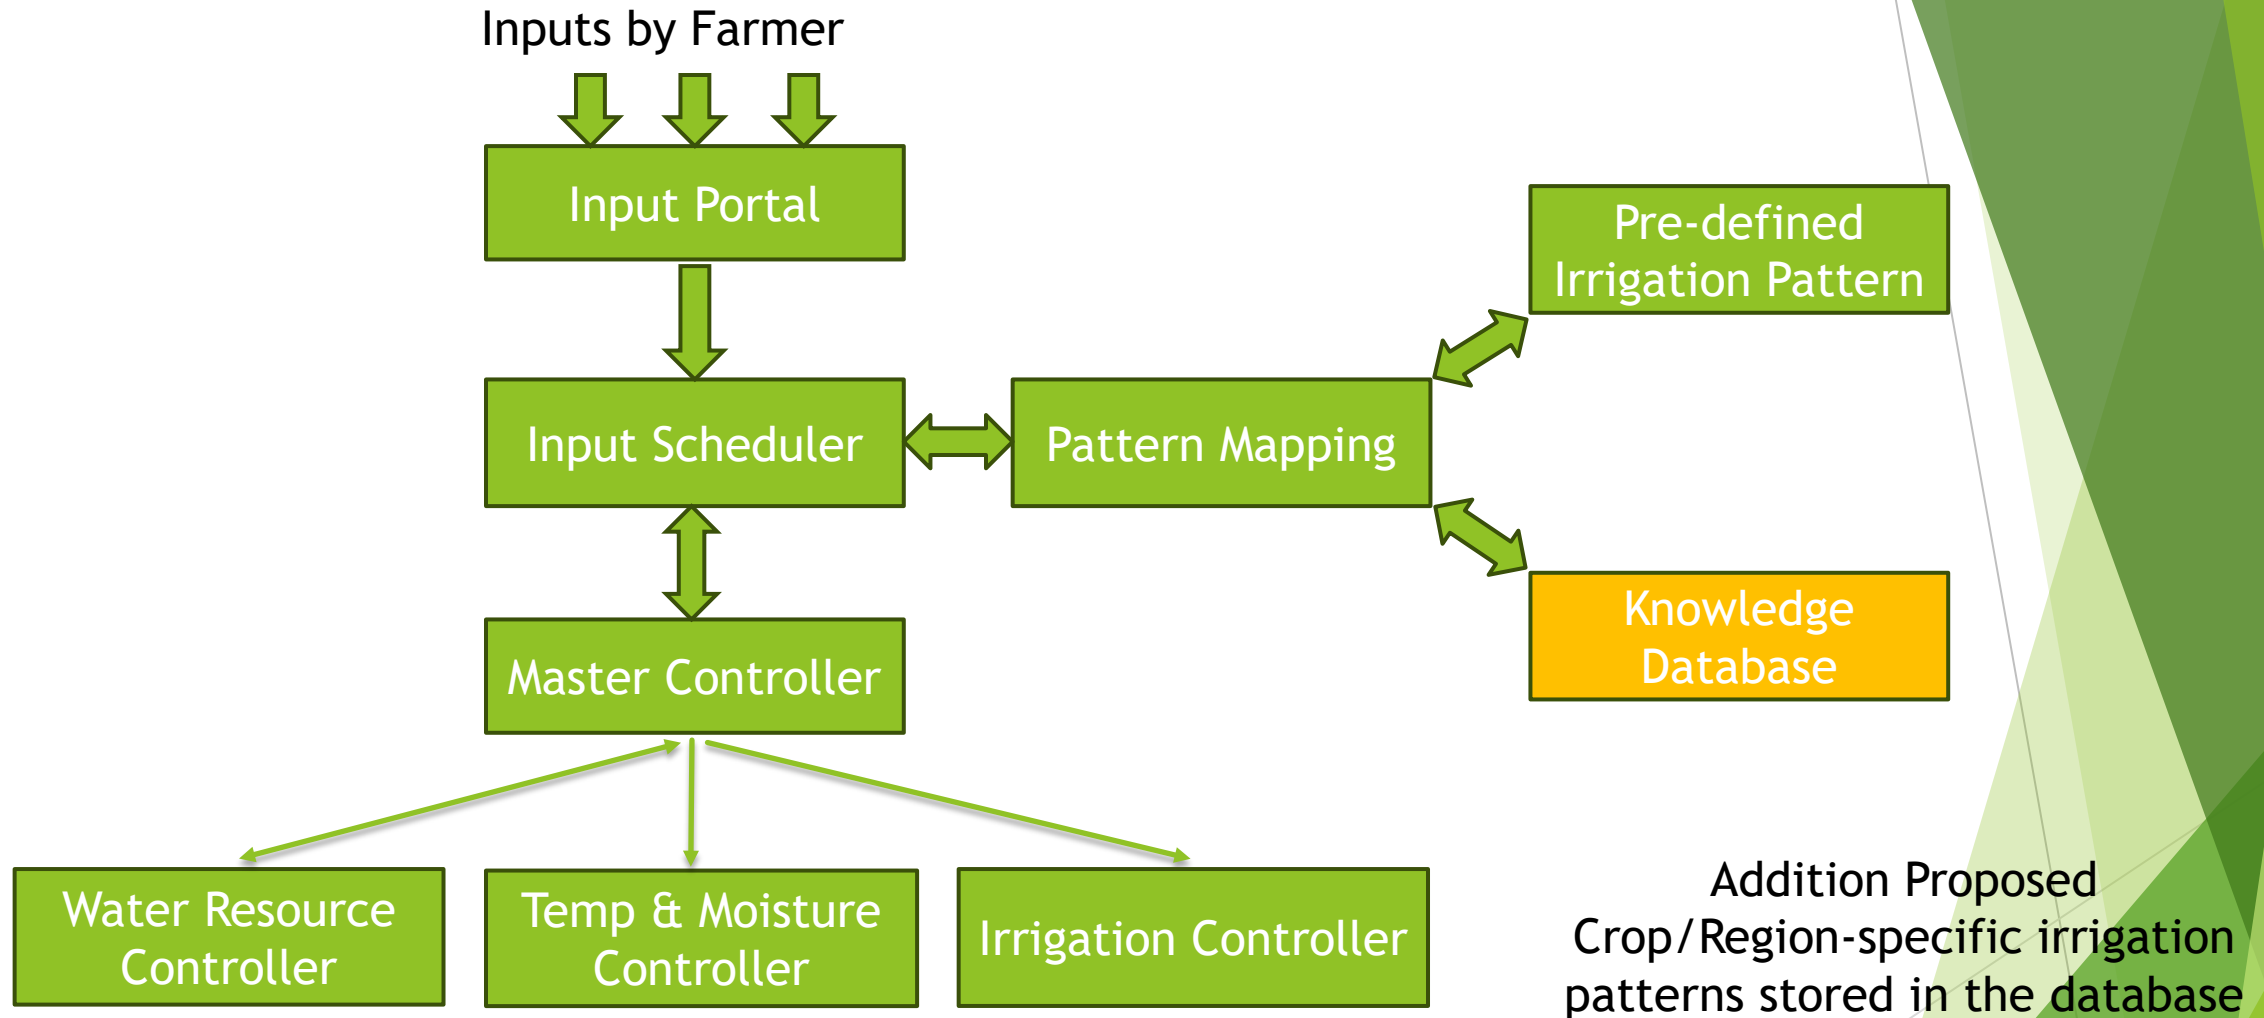 Inputs by Farmer
Input Portal
Pre-defined
Irrigation Pattern
Input Scheduler
Pattern Mapping
Knowledge
Database
Master Controller
Water Resource
Controller
Temp & Moisture
Controller
Irrigation Controller
Addition Proposed
Crop/Region-specific irrigation
patterns stored in the database